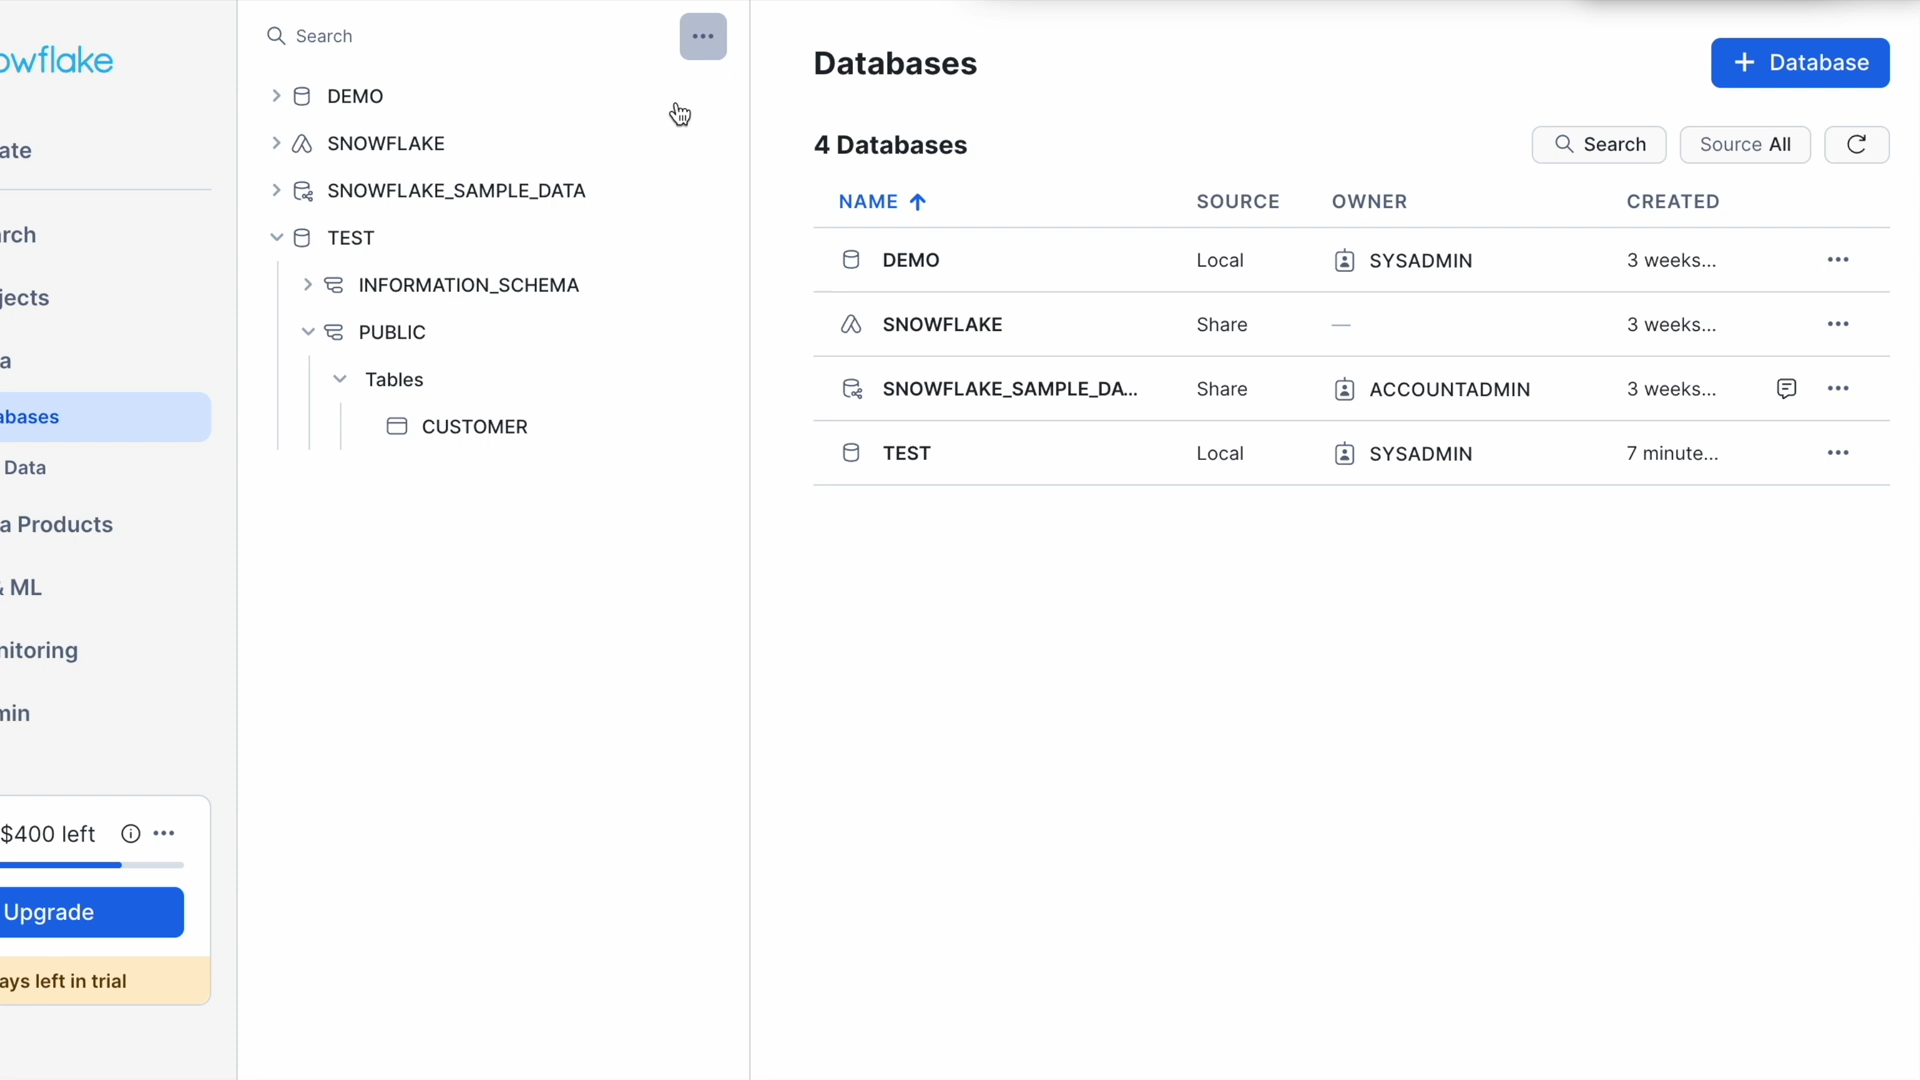 owflake
ate
rch
jects
a
abases
Data
a Products
& ML
nitoring
min
$400 left
Upgrade
ays left in trial
Search
DEMO
SNOWFLAKE
SNOWFLAKE_SAMPLE_DATA
TEST
INFORMATION_SCHEMA
PUBLIC
Tables
CUSTOMER
Databases
+ Database
4 Databases
Search
Source All
NAME SOURCE OWNER CREATED
DEMO Local SYSADMIN 3 weeks...
SNOWFLAKE Share — 3 weeks...
SNOWFLAKE_SAMPLE_DA... Share ACCOUNTADMIN 3 weeks...
TEST Local SYSADMIN 7 minute...